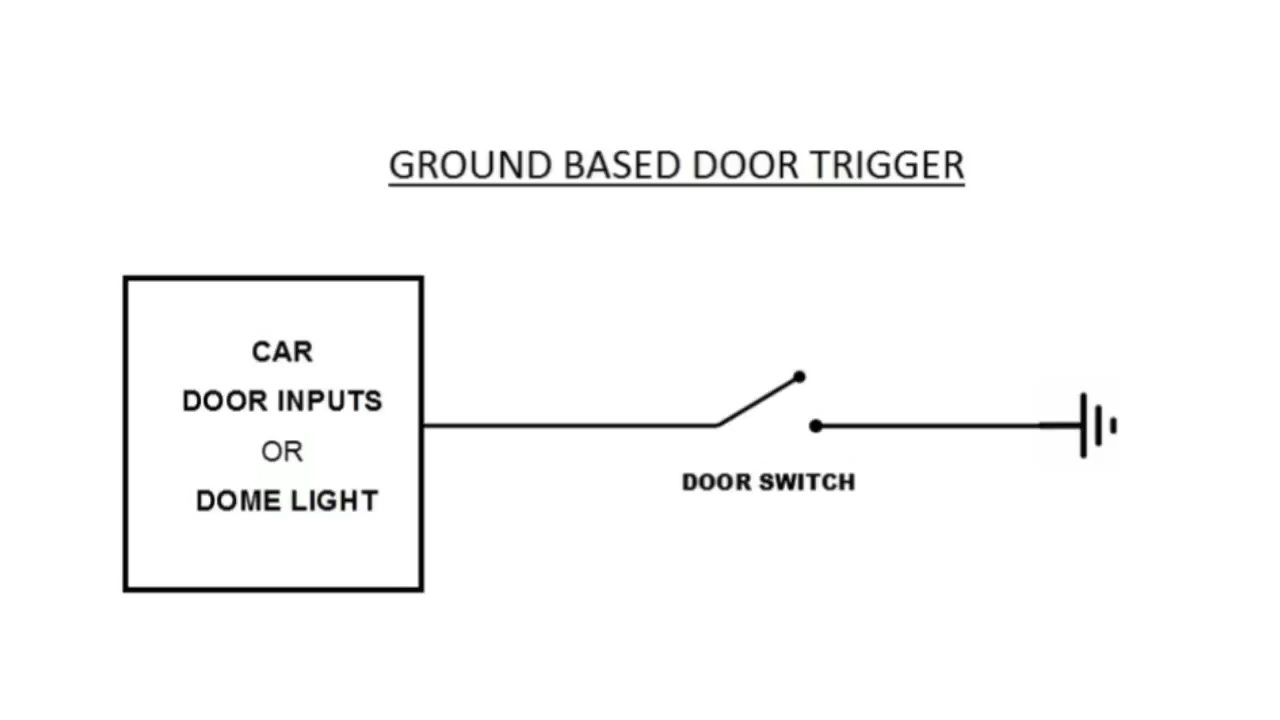 GROUND BASED DOOR TRIGGER
CAR
DOOR INPUTS
OR
DOME LIGHT
DOOR SWITCH